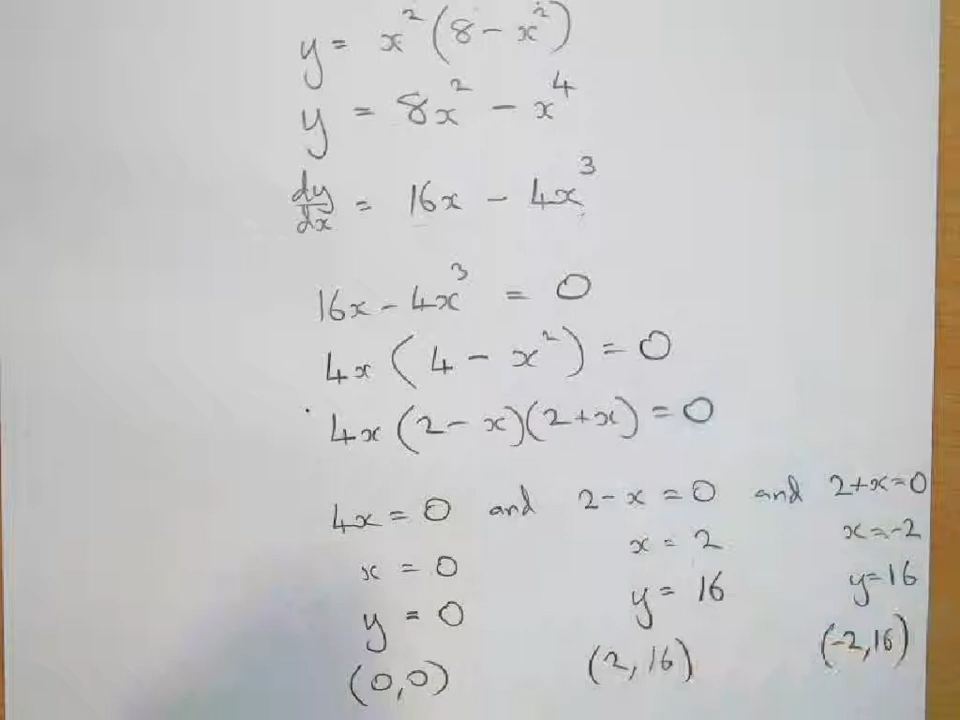 y = x²(8 - x²)
y = 8x² - x⁴
dy/dx = 16x - 4x³
16x - 4x³ = 0
4x(4 - x²) = 0
4x(2 - x)(2 + x) = 0
4x = 0 and 2 - x = 0 and 2 + x = 0
x = 0 x = 2 x = -2
y = 0 y = 16 y = 16
(0,0) (2,16) (-2,16)